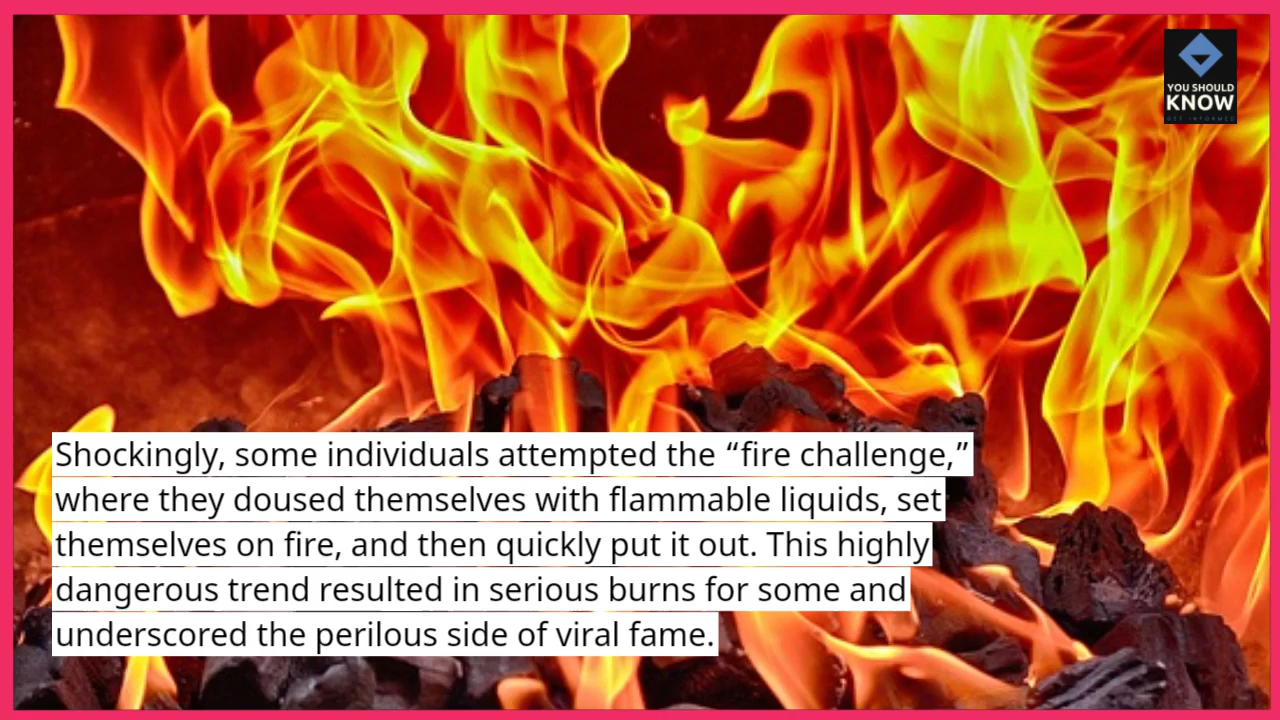 YOU SHOULD
KNOW
GET INFORMED
Shockingly, some individuals attempted the “fire challenge,”
where they doused themselves with flammable liquids, set
themselves on fire, and then quickly put it out. This highly
dangerous trend resulted in serious burns for some and
underscored the perilous side of viral fame.